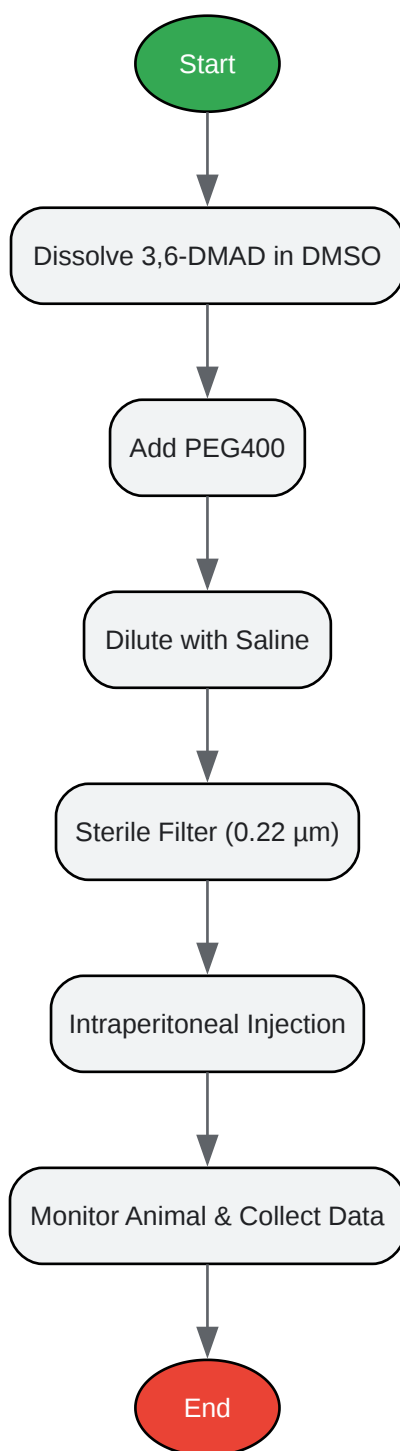 Start
Dissolve 3,6-DMAD in DMSO
Add PEG400
Dilute with Saline
Sterile Filter (0.22 µm)
Intraperitoneal Injection
Monitor Animal & Collect Data
End